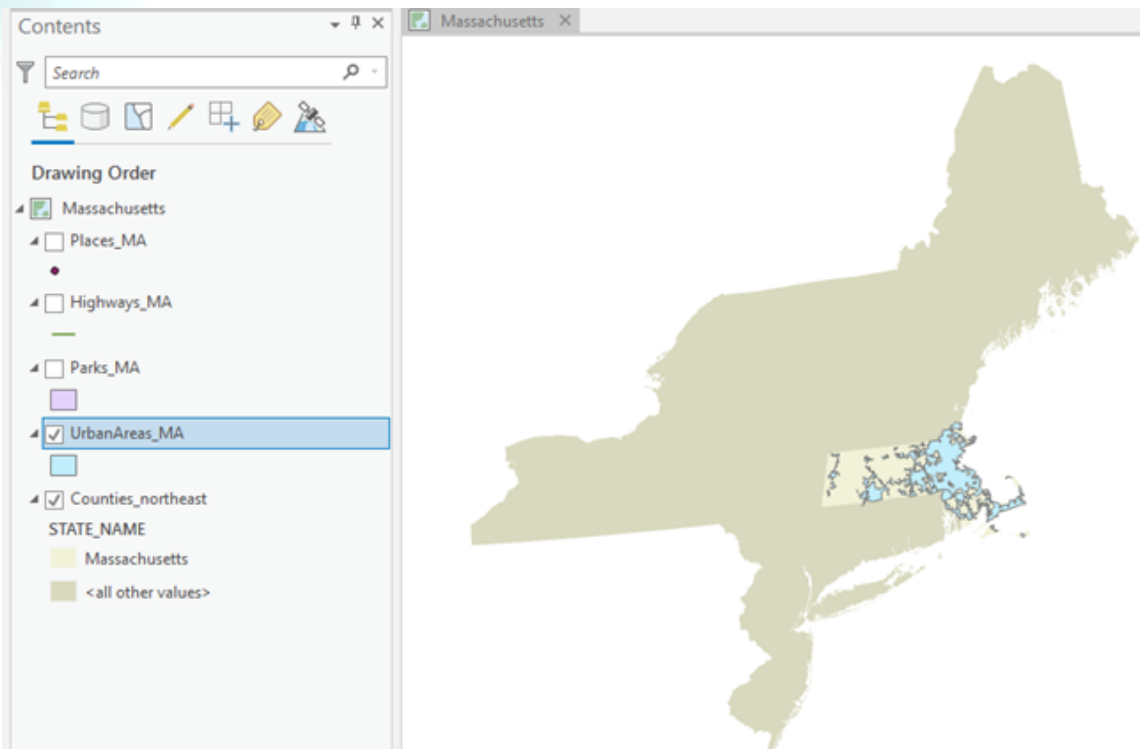 Contents
Massachusetts
Search
Drawing Order
Massachusetts
Places_MA
Highways_MA
Parks_MA
UrbanAreas_MA
Counties_northeast
STATE_NAME
Massachusetts
<all other values>